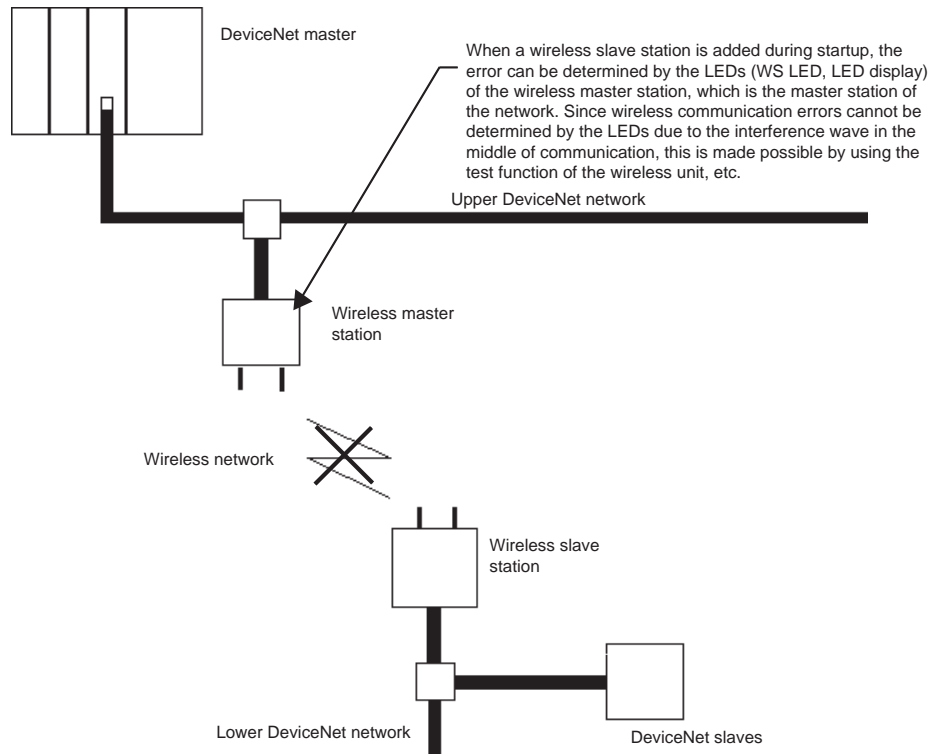 DeviceNet master
When a wireless slave station is added during startup, the
error can be determined by the LEDs (WS LED, LED display)
of the wireless master station, which is the master station of
the network. Since wireless communication errors cannot be
determined by the LEDs due to the interference wave in the
middle of communication, this is made possible by using the
test function of the wireless unit, etc.
Upper DeviceNet network
Wireless master
station
Wireless network
Wireless slave
station
Lower DeviceNet network
DeviceNet slaves